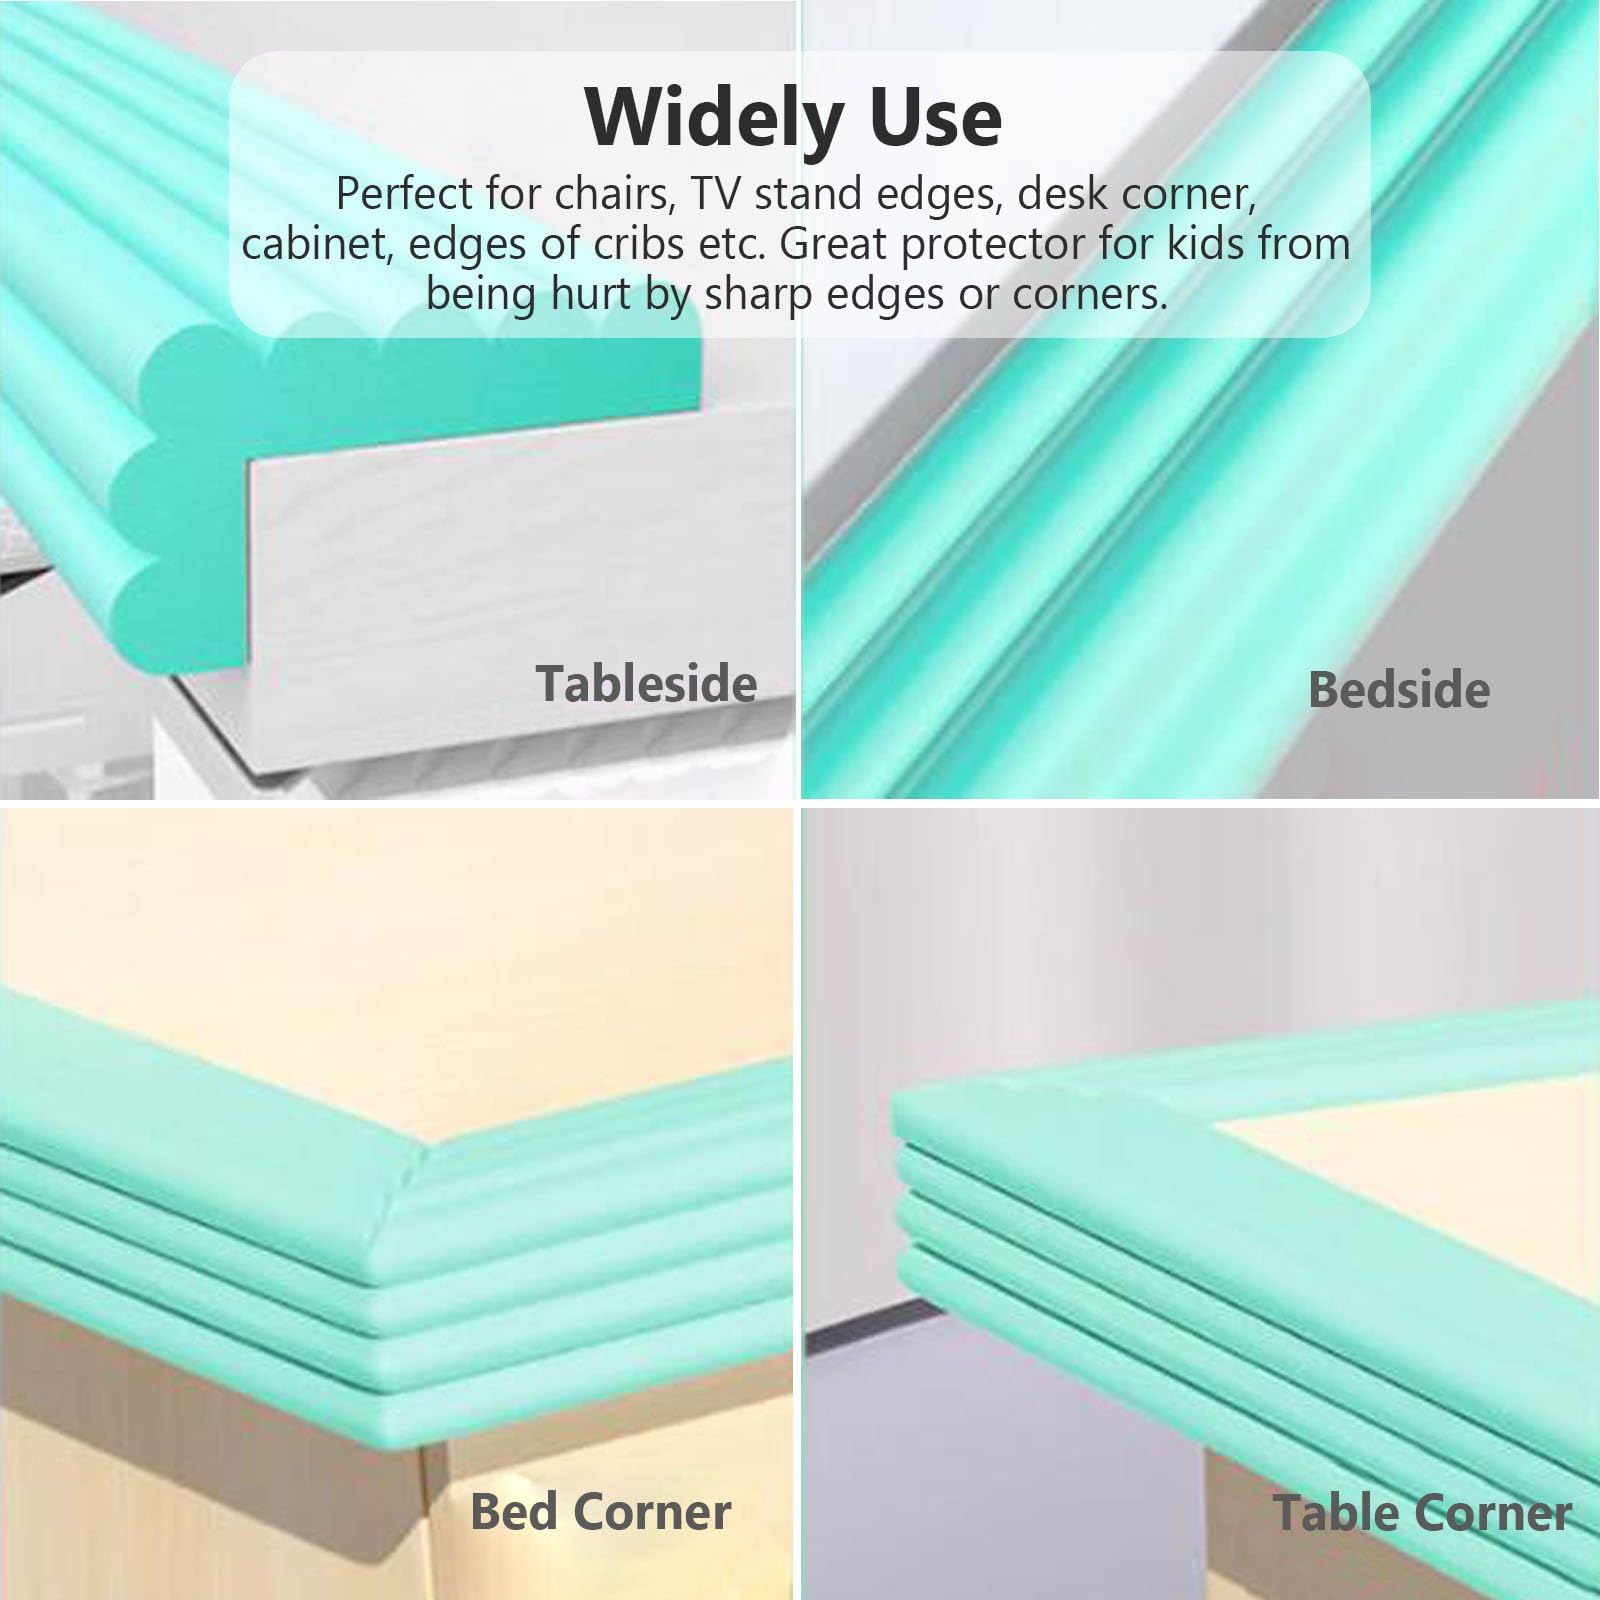 Widely Use
Perfect for chairs, TV stand edges, desk corner,
cabinet, edges of cribs etc. Great protector for kids from
being hurt by sharp edges or corners.
Tableside
Bedside
Bed Corner
Table Corner